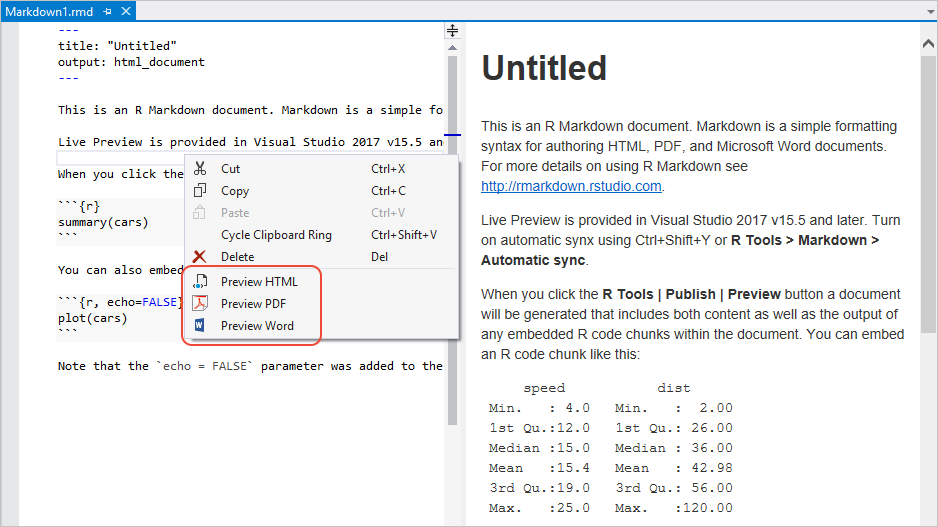 Markdown1.rmd
---
title: "Untitled"
output: html_document
---
This is an R Markdown document. Markdown is a simple fo
Live Preview is provided in Visual Studio 2017 v15.5 an
When you click the
```{r}
summary(cars)
```
You can also embed
```{r, echo=FALSE}
plot(cars)
```
Note that the `echo = FALSE` parameter was added to the
Cut Ctrl+X
Copy Ctrl+C
Paste Ctrl+V
Cycle Clipboard Ring Ctrl+Shift+V
Delete Del
Preview HTML
Preview PDF
Preview Word
Untitled
This is an R Markdown document. Markdown is a simple formatting
syntax for authoring HTML, PDF, and Microsoft Word documents.
For more details on using R Markdown see
http://rmarkdown.rstudio.com.
Live Preview is provided in Visual Studio 2017 v15.5 and later. Turn
on automatic synx using Ctrl+Shift+Y or R Tools > Markdown >
Automatic sync.
When you click the R Tools | Publish | Preview button a document
will be generated that includes both content as well as the output of
any embedded R code chunks within the document. You can embed
an R code chunk like this:
speed dist
Min. : 4.0 Min. : 2.00
1st Qu.:12.0 1st Qu.: 26.00
Median :15.0 Median : 36.00
Mean :15.4 Mean : 42.98
3rd Qu.:19.0 3rd Qu.: 56.00
Max. :25.0 Max. :120.00